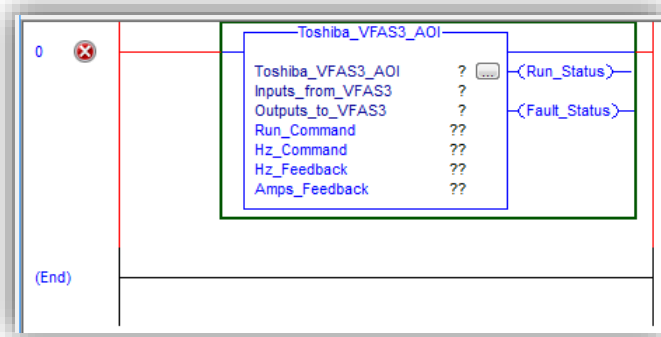 Toshiba_VFAS3_AOI
0
Toshiba_VFAS3_AOI ? ... (Run_Status)
Inputs_from_VFAS3 ?
Outputs_to_VFAS3 ? (Fault_Status)
Run_Command ??
Hz_Command ??
Hz_Feedback ??
Amps_Feedback ??
(End)